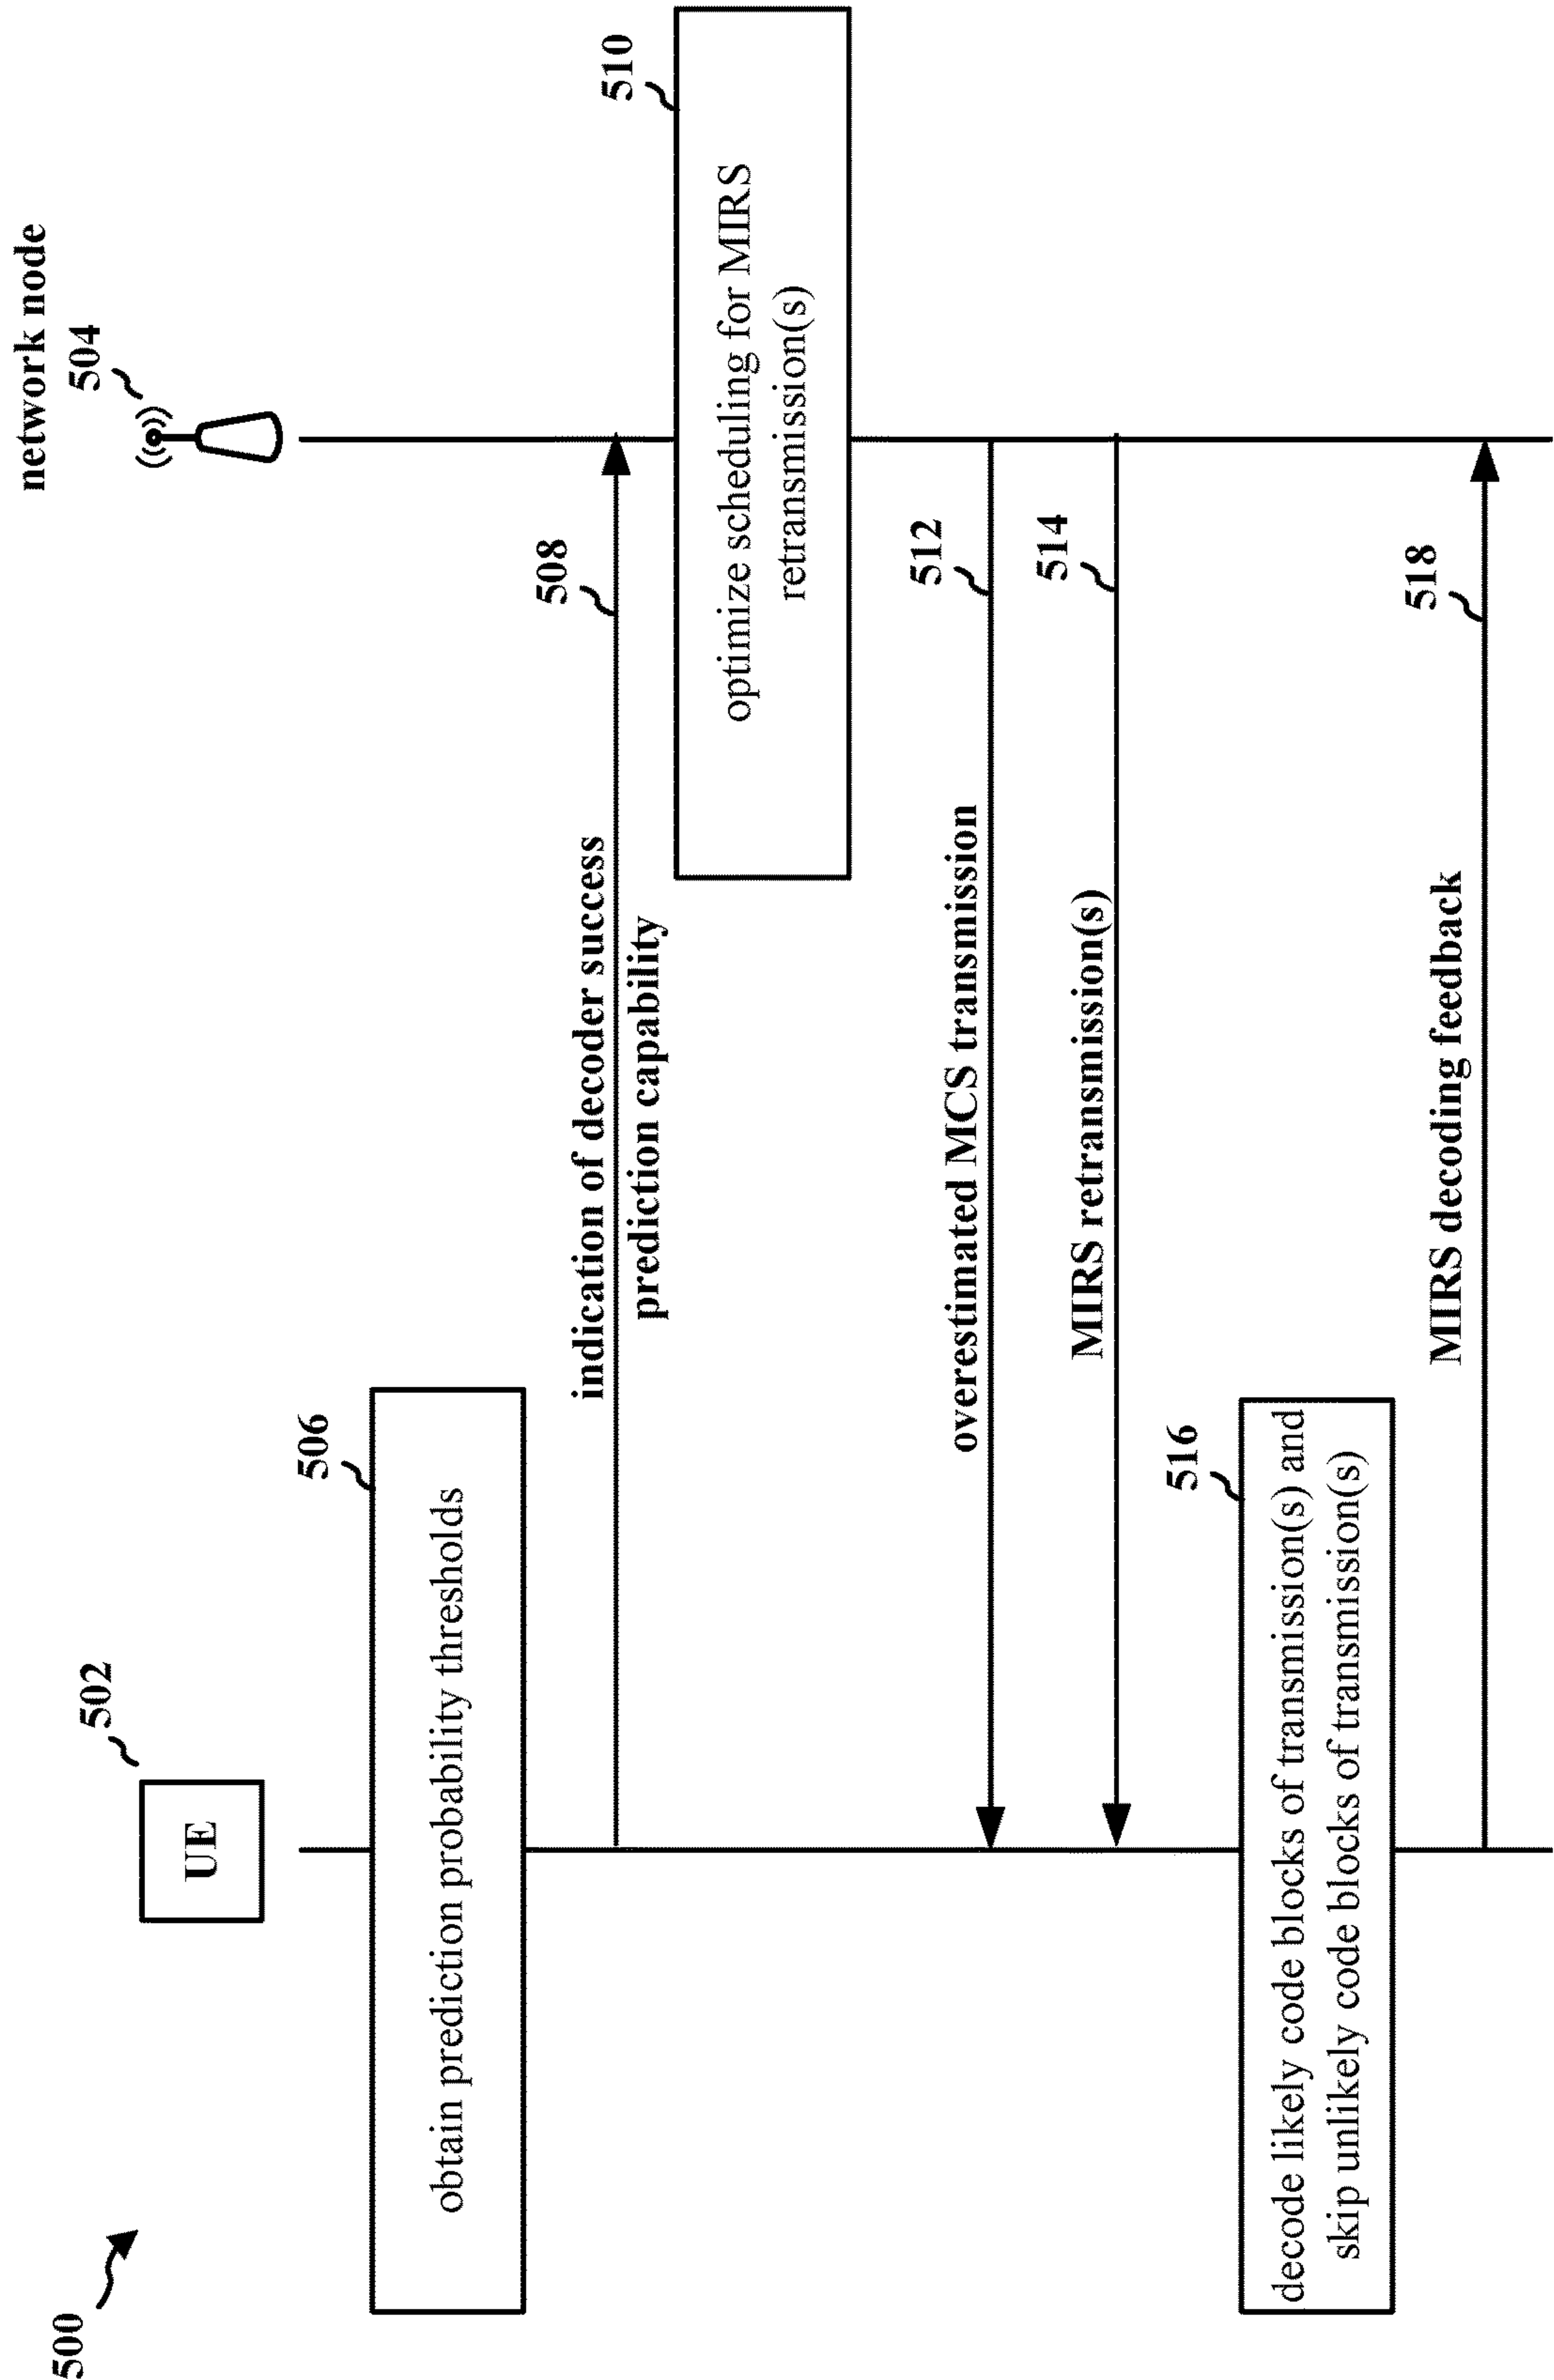 500
502
UE
network node
504
506
obtain prediction probability thresholds
508
indication of decoder success
prediction capability
510
optimize scheduling for MIRS
retransmission(s)
512
overestimated MCS transmission
514
MIRS retransmission(s)
516
decode likely code blocks of transmission(s) and
skip unlikely code blocks of transmission(s)
518
MIRS decoding feedback